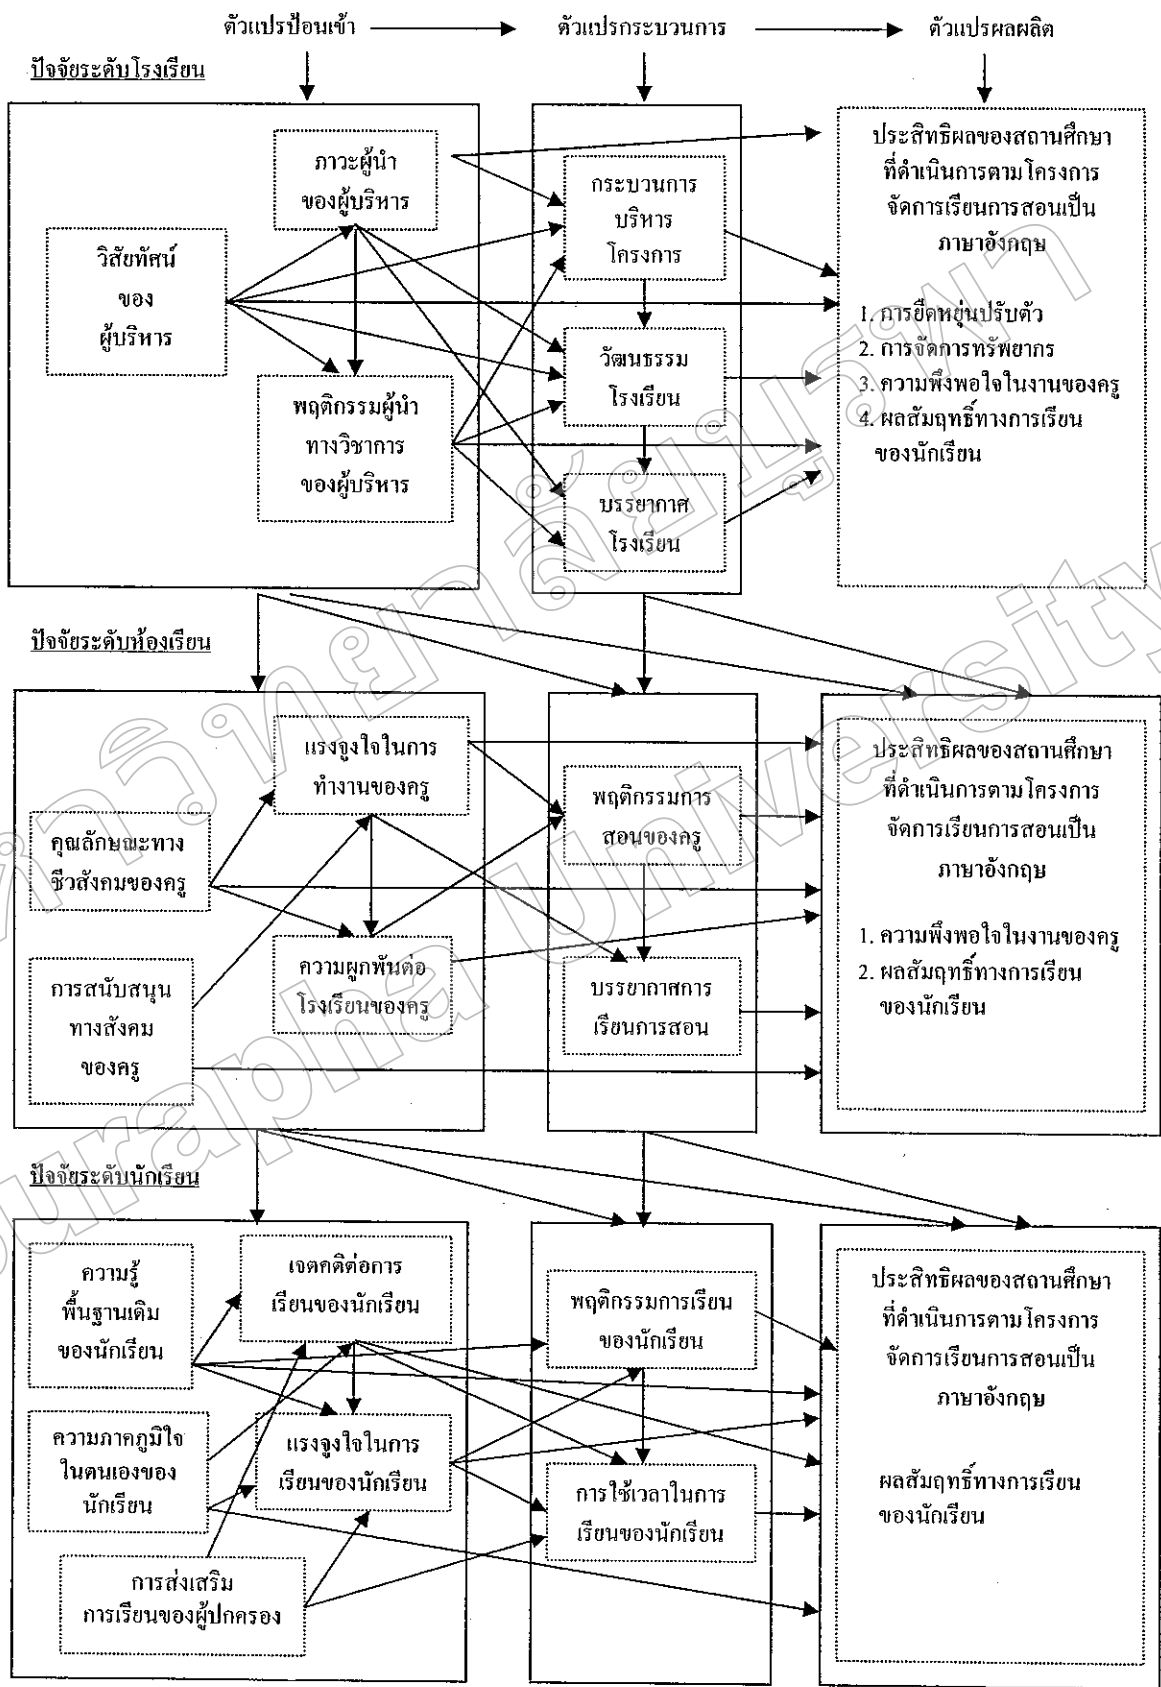 ตัวแปรป้อนเข้า
ตัวแปรกระบวนการ
ตัวแปรผลผลิต
ปัจจัยระดับโรงเรียน
ภาวะผู้นำ
ของผู้บริหาร
วิสัยทัศน์
ของ
ผู้บริหาร
พฤติกรรมผู้นำ
ทางวิชาการ
ของผู้บริหาร
กระบวนการ
บริหาร
โครงการ
วัฒนธรรม
โรงเรียน
บรรยากาศ
โรงเรียน
ประสิทธิผลของสถานศึกษา
ที่ดำเนินการตามโครงการ
จัดการเรียนการสอนเป็น
ภาษาอังกฤษ
1. การยืดหยุ่นปรับตัว
2. การจัดการทรัพยากร
3. ความพึงพอใจในงานของครู
4. ผลสัมฤทธิ์ทางการเรียน
ของนักเรียน
ปัจจัยระดับห้องเรียน
แรงจูงใจในการ
ทำงานของครู
คุณลักษณะทาง
ชีวสังคมของครู
ความผูกพันต่อ
โรงเรียนของครู
การสนับสนุน
ทางสังคม
ของครู
พฤติกรรมการ
สอนของครู
บรรยากาศการ
เรียนการสอน
ประสิทธิผลของสถานศึกษา
ที่ดำเนินการตามโครงการ
จัดการเรียนการสอนเป็น
ภาษาอังกฤษ
1. ความพึงพอใจในงานของครู
2. ผลสัมฤทธิ์ทางการเรียน
ของนักเรียน
ปัจจัยระดับนักเรียน
ความรู้
พื้นฐานเดิม
ของนักเรียน
เจตคติต่อการ
เรียนของนักเรียน
ความภาคภูมิใจ
ในตนเองของ
นักเรียน
แรงจูงใจในการ
เรียนของนักเรียน
การส่งเสริม
การเรียนของผู้ปกครอง
พฤติกรรมการเรียน
ของนักเรียน
การใช้เวลาในการ
เรียนของนักเรียน
ประสิทธิผลของสถานศึกษา
ที่ดำเนินการตามโครงการ
จัดการเรียนการสอนเป็น
ภาษาอังกฤษ
ผลสัมฤทธิ์ทางการเรียน
ของนักเรียน
มหาวิทยาลัยบูรพา
Burapha University